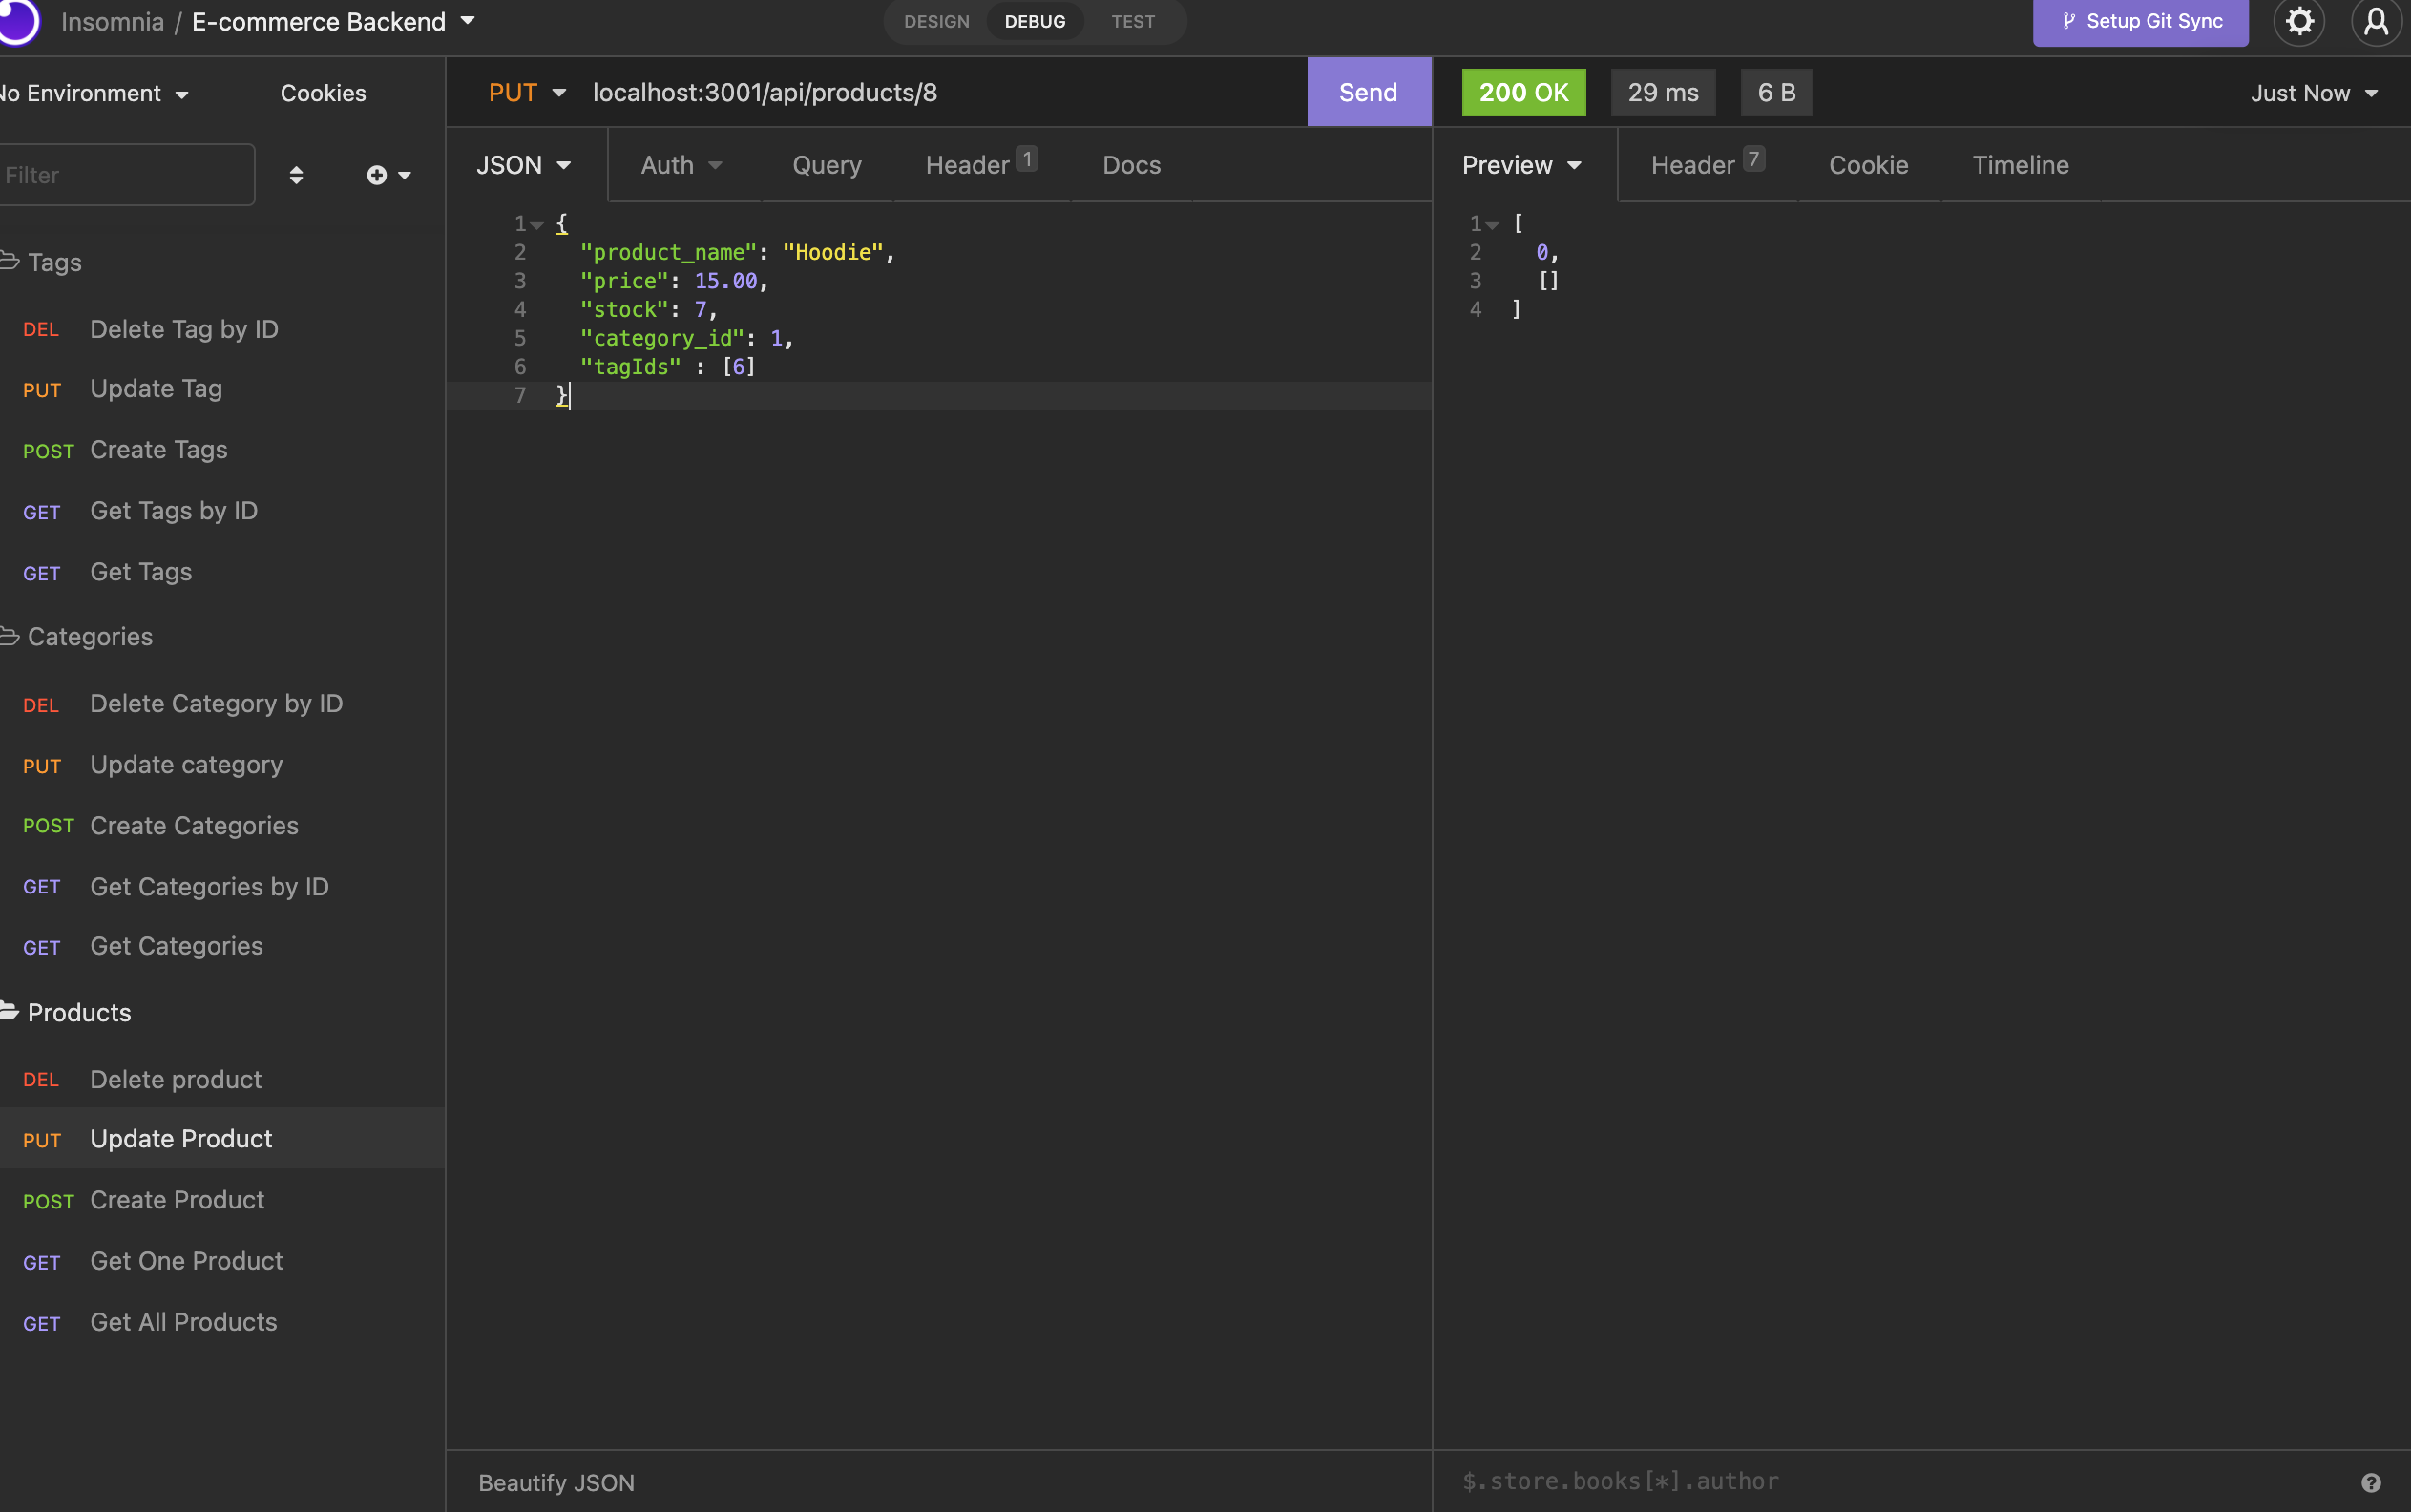 Insomnia / E-commerce Backend
DESIGN DEBUG TEST
Setup Git Sync
No Environment
Cookies
Filter
Tags
DEL Delete Tag by ID
PUT Update Tag
POST Create Tags
GET Get Tags by ID
GET Get Tags
Categories
DEL Delete Category by ID
PUT Update category
POST Create Categories
GET Get Categories by ID
GET Get Categories
Products
DEL Delete product
PUT Update Product
POST Create Product
GET Get One Product
GET Get All Products
PUT localhost:3001/api/products/8 Send
JSON Auth Query Header 1 Docs
1 {
2 "product_name": "Hoodie",
3 "price": 15.00,
4 "stock": 7,
5 "category_id": 1,
6 "tagIds" : [6]
7 }
Beautify JSON
200 OK 29 ms 6 B Just Now
Preview Header 7 Cookie Timeline
1 [
2 0,
3 []
4 ]
$.store.books[*].author
?